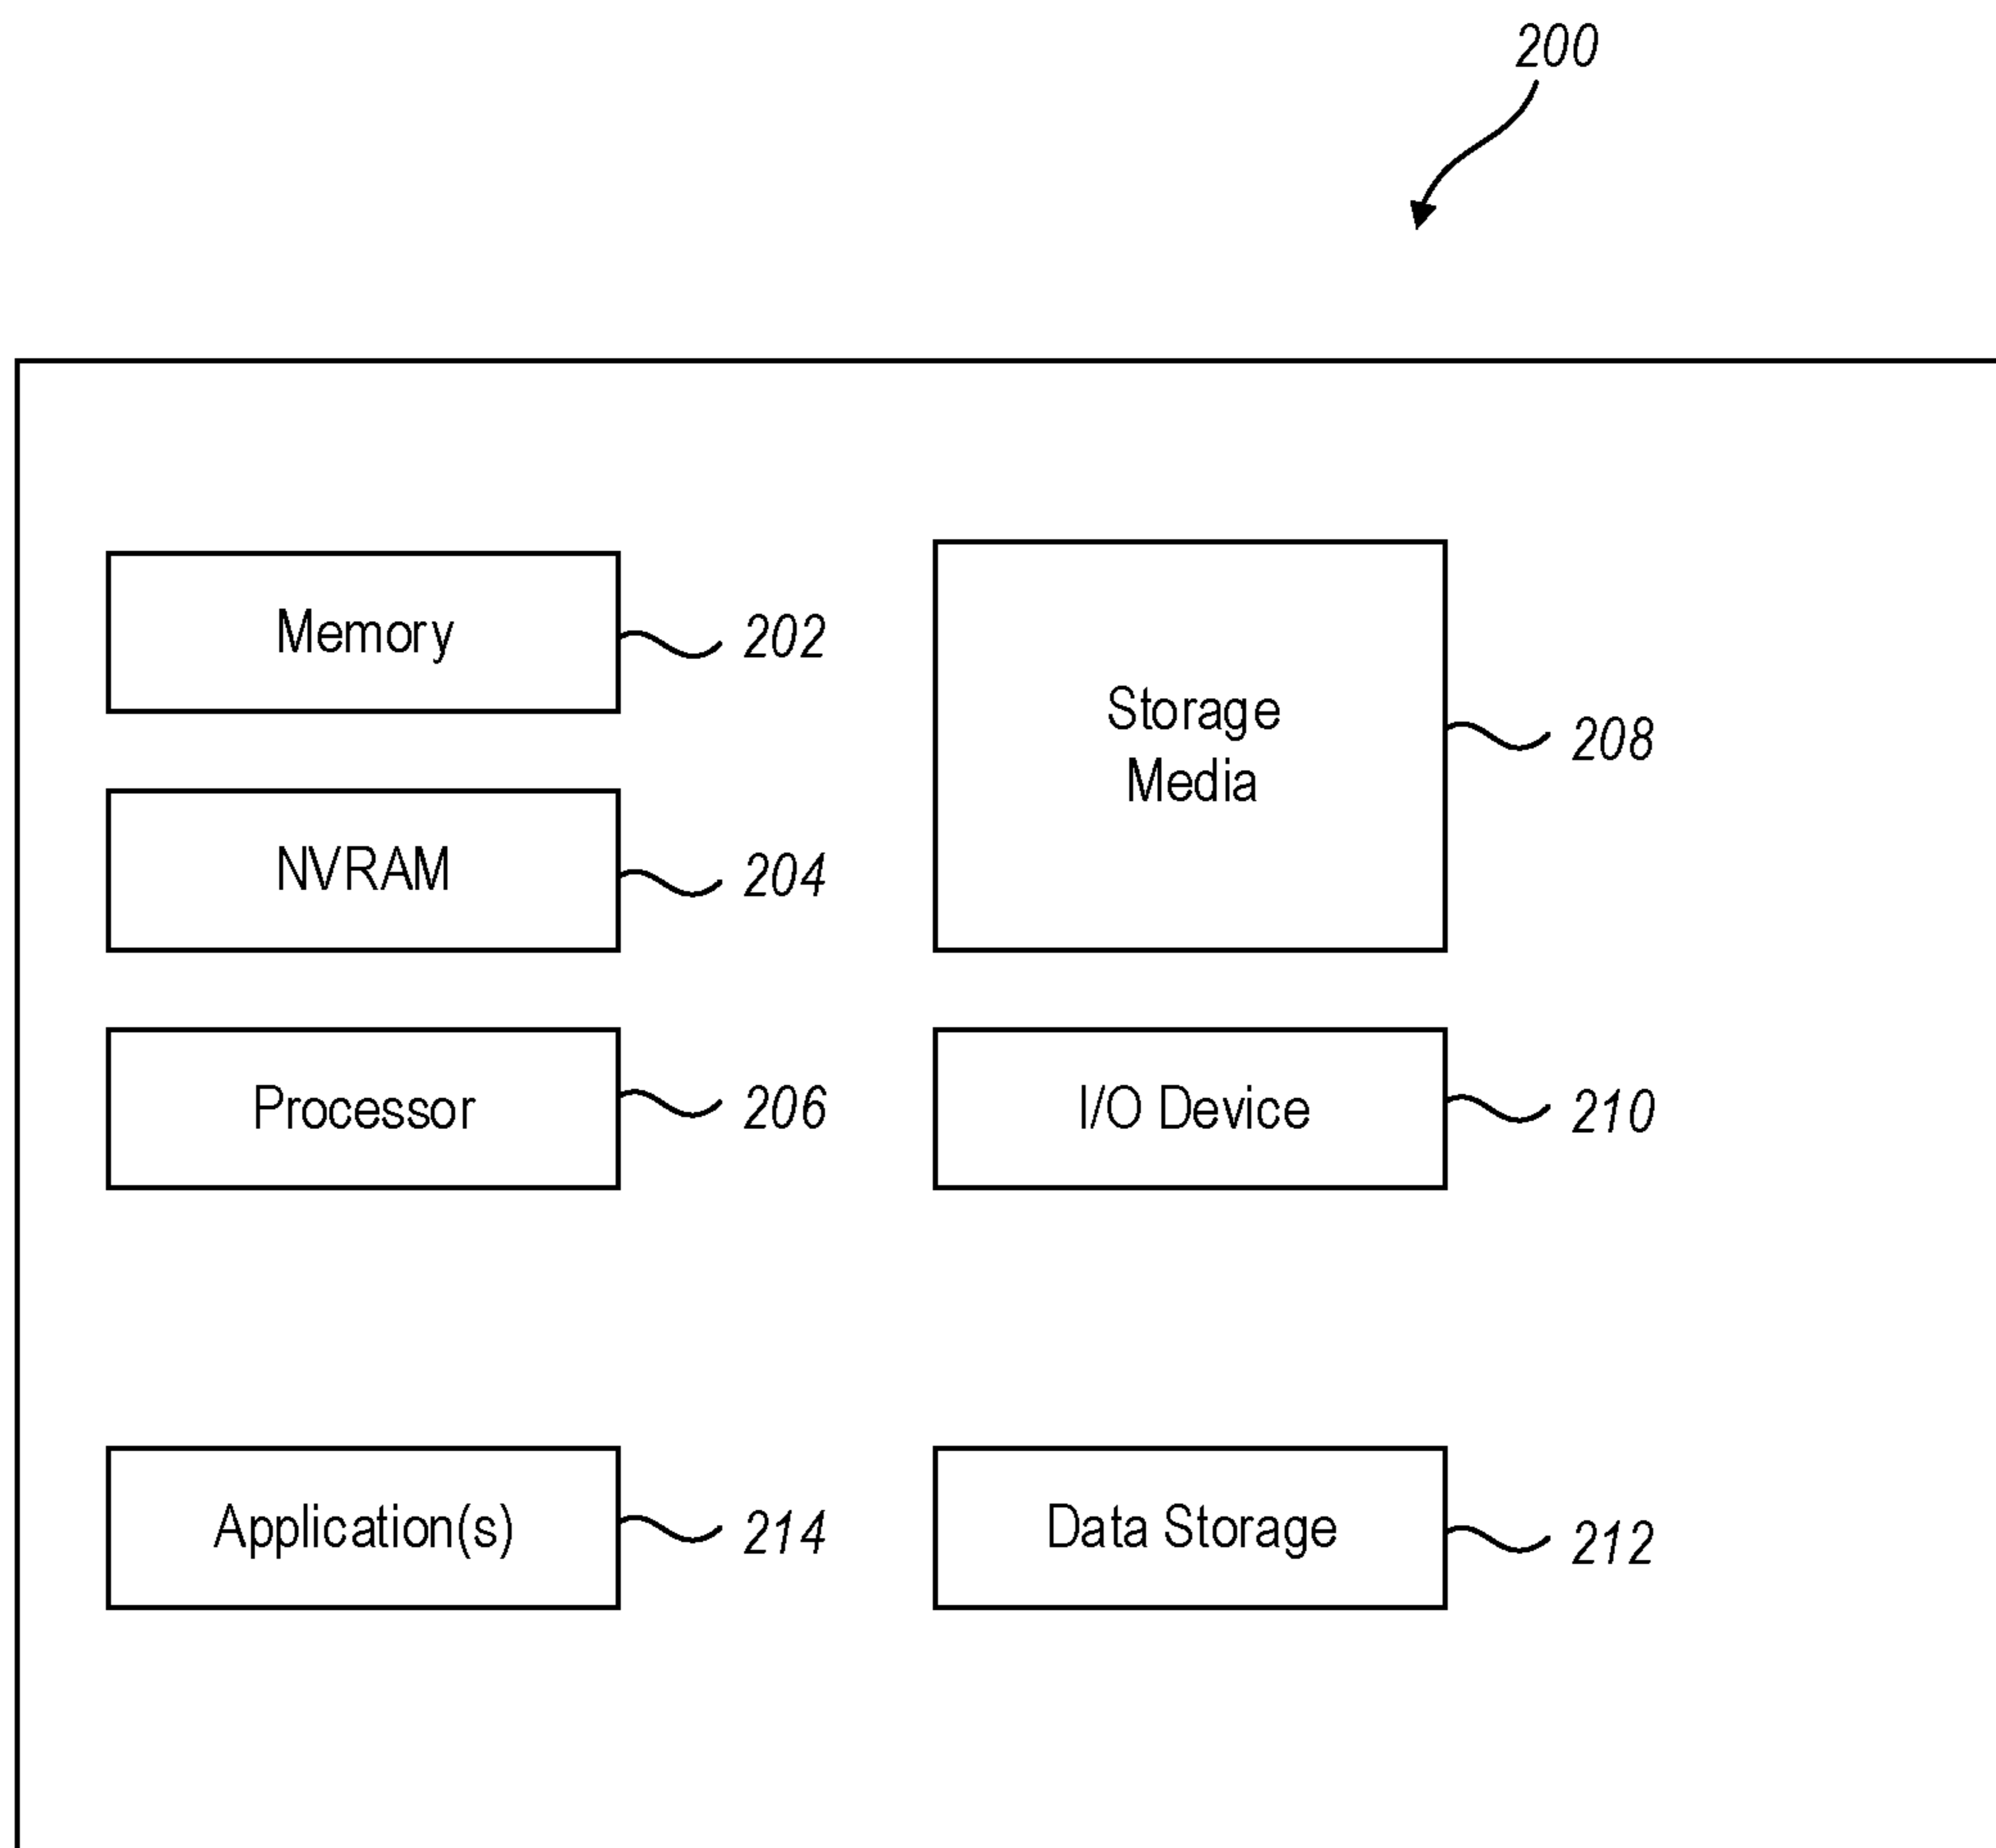 200
Memory
202
Storage
Media
208
NVRAM
204
Processor
206
I/O Device
210
Application(s)
214
Data Storage
212